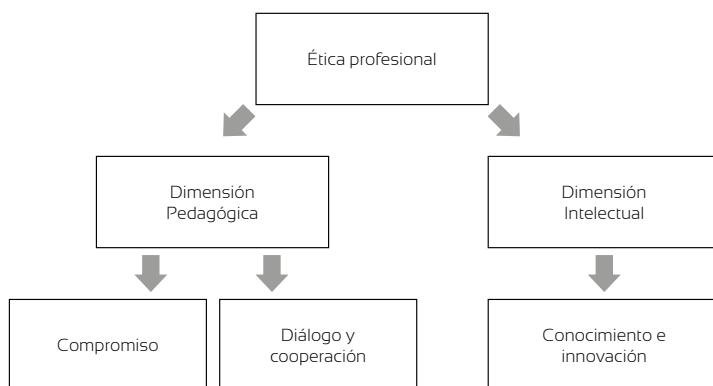 Ética profesional
Dimensión
Pedagógica
Dimensión
Intelectual
Compromiso
Diálogo y
cooperación
Conocimiento e
innovación